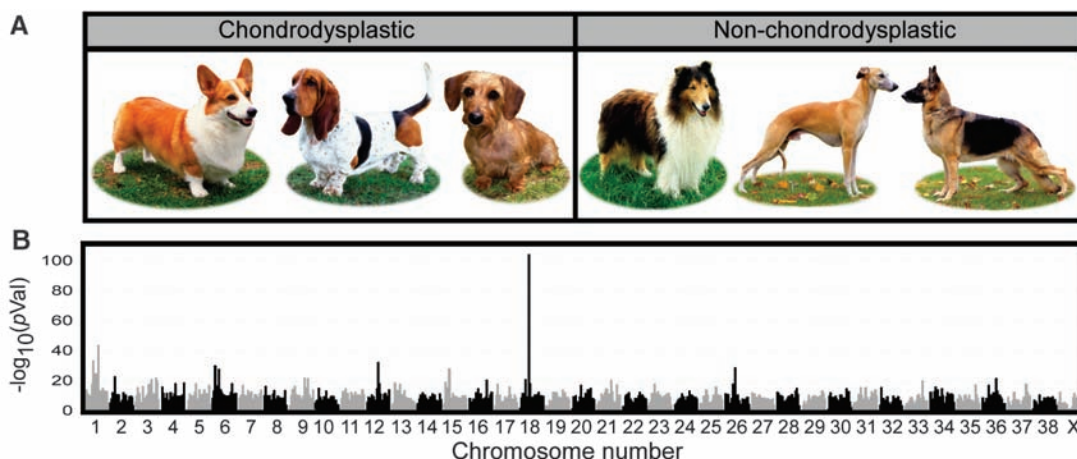 A
Chondrodysplastic Non-chondrodysplastic
B
-log10(pVal)
100
80
60
40
20
0
1 2 3 4 5 6 7 8 9 10 11 12 13 14 15 16 17 18 19 20 21 22 23 24 25 26 27 28 29 30 31 32 33 34 35 36 37 38 X
Chromosome number